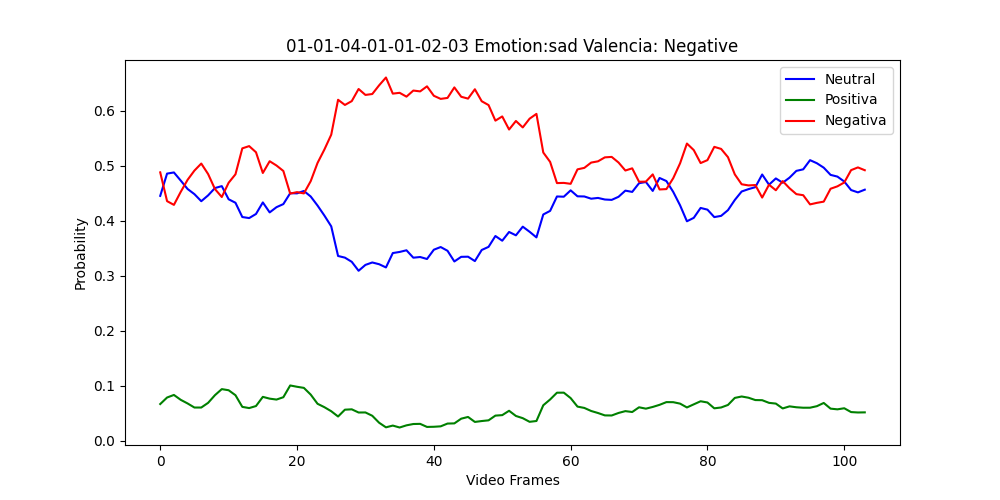 01-01-04-01-01-02-03 Emotion:sad Valencia: Negative
Neutral
Positiva
Negativa
Probability
0.6
0.5
0.4
0.3
0.2
0.1
0.0
0 20 40 60 80 100
Video Frames